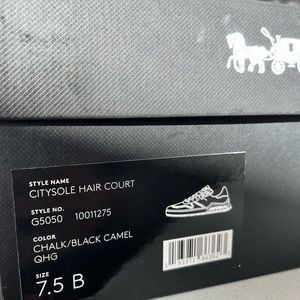 STYLE NAME
CITYSOLE HAIR COURT
STYLE NO.
G5050 10011275
COLOR
CHALK/BLACK CAMEL
QHG
SIZE
7.5 B